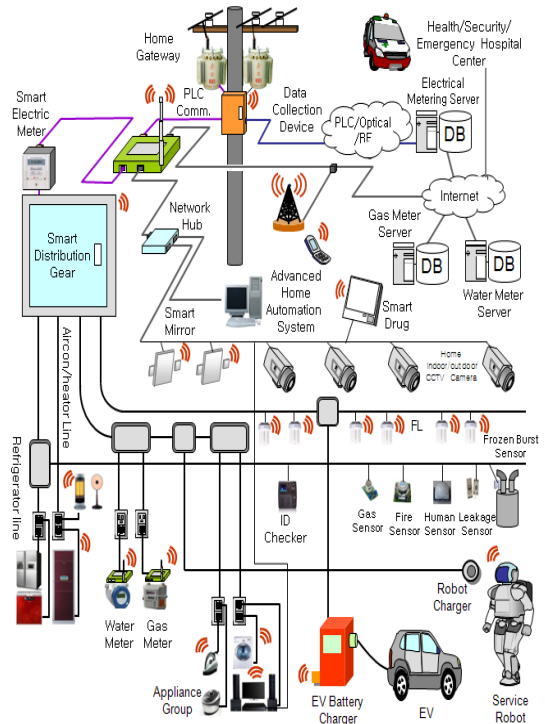 Home
Gateway
Health/Security/
Emergency Hospital
Center
Smart
Electric
Meter
PLC
Comm.
Data
Collection
Device
PLC/Optical
/RF
Electrical
Metering Server
DB
Internet
Gas Meter
Server
DB
DB
Water Meter
Server
Smart
Distribution
Gear
Network
Hub
Advanced
Home
Automation
System
Smart
Mirror
Smart
Drug
Home
Indoor/outdoor
CCTV Camera
Aircon/heator Line
Refrigerator line
FL
Frozen Burst
Sensor
ID
Checker
Gas
Sensor
Fire
Sensor
Human
Sensor
Leakage
Sensor
Water
Meter
Gas
Meter
Robot
Charger
Appliance
Group
EV Battery
Charger
EV
Service
Robot